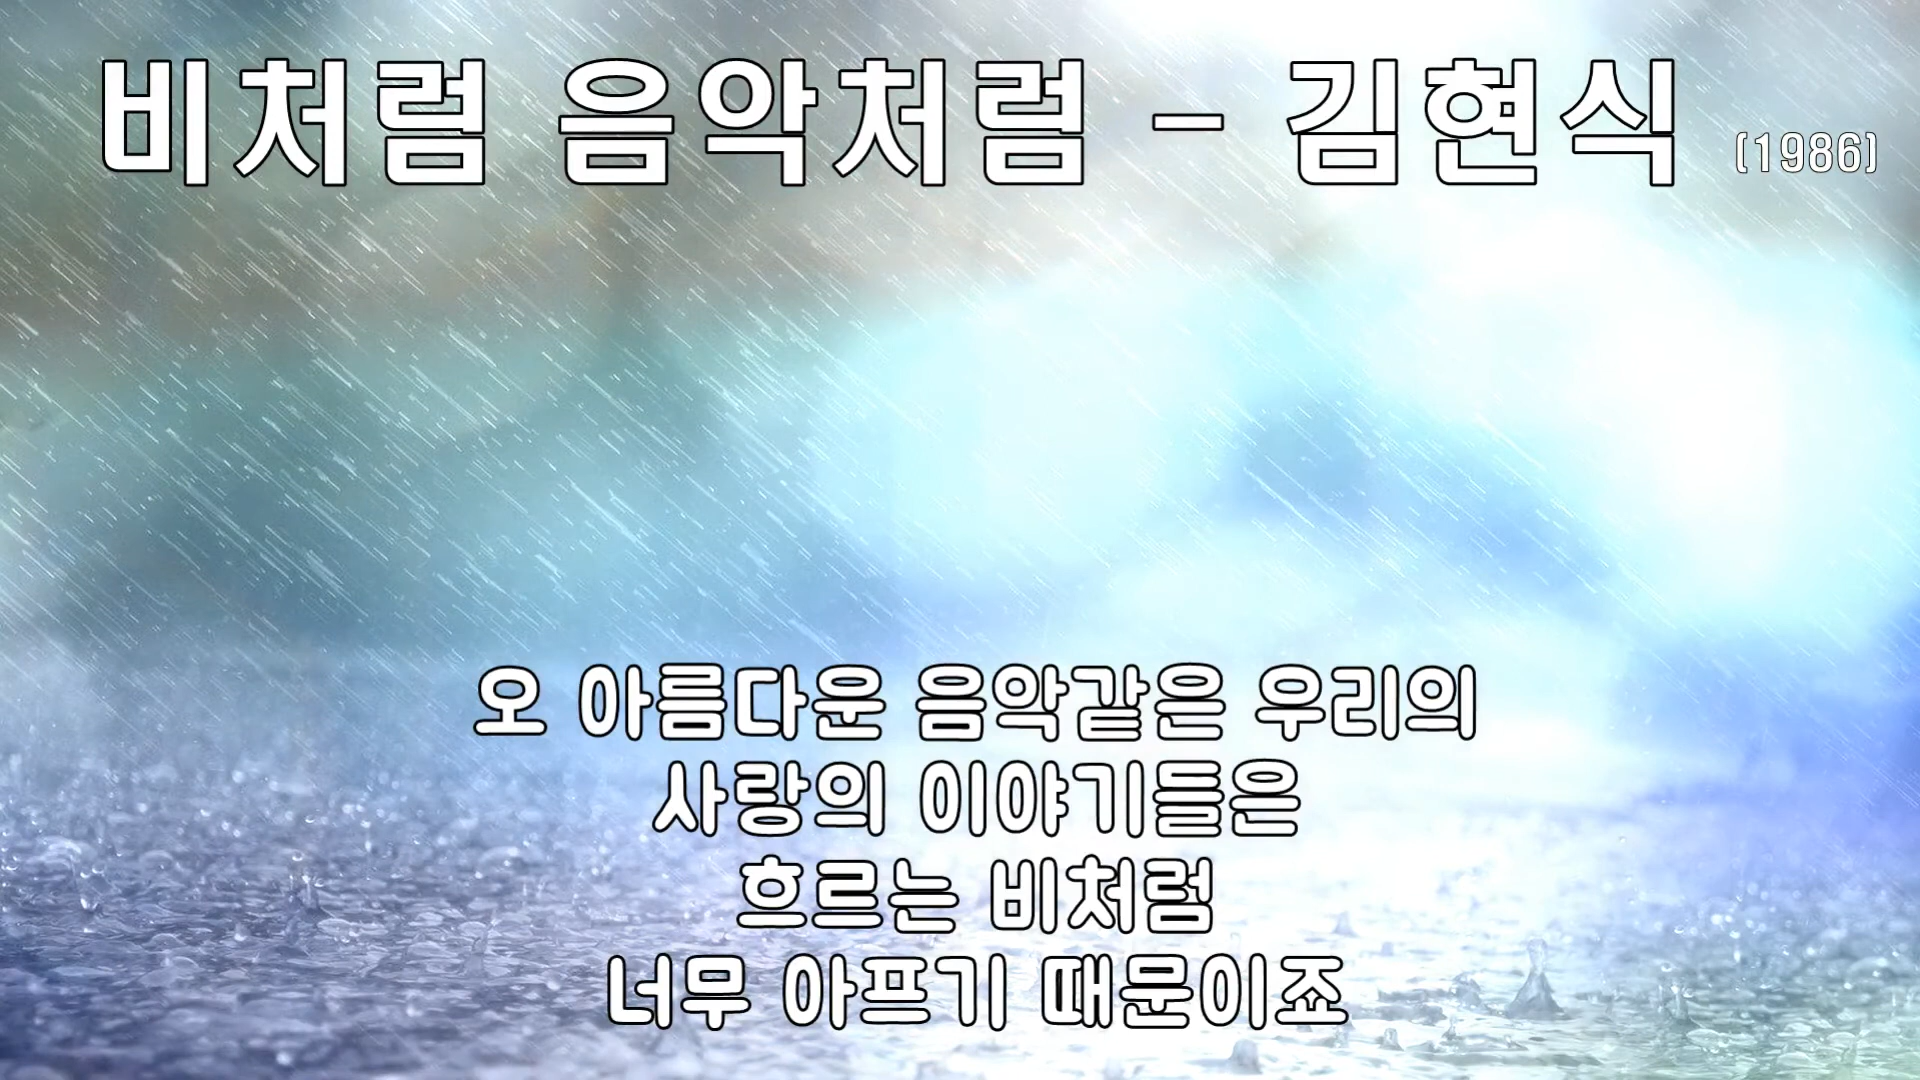 비처럼 음악처럼 - 김현식 (1986)
오 아름다운 음악같은 우리의
사랑의 이야기들은
흐르는 비처럼
너무 아프기 때문이죠